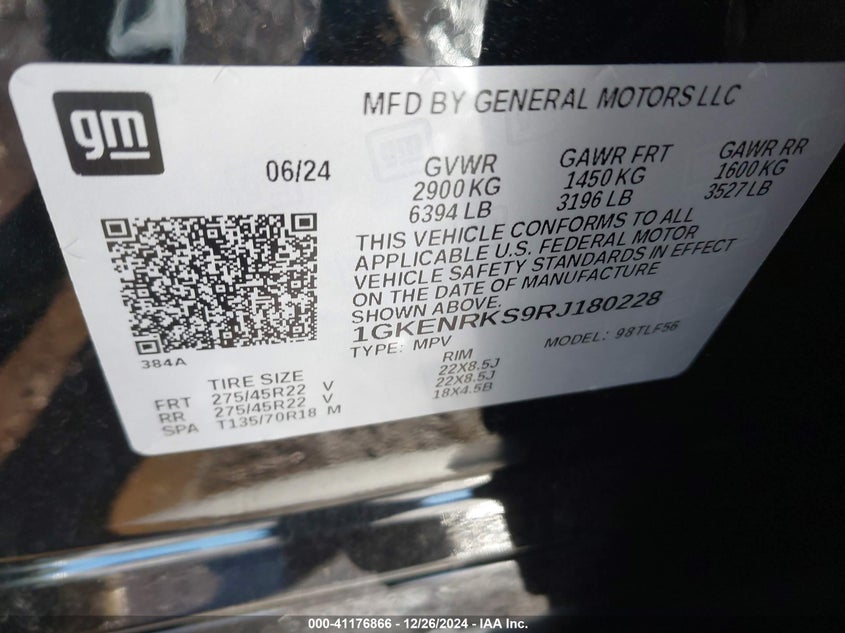 gm
MFD BY GENERAL MOTORS LLC
06/24
GVWR
2900 KG
6394 LB
GAWR FRT
1450 KG
3196 LB
GAWR RR
1600 KG
3527 LB
THIS VEHICLE CONFORMS TO ALL
APPLICABLE U.S. FEDERAL MOTOR
VEHICLE SAFETY STANDARDS IN EFFECT
ON THE DATE OF MANUFACTURE
SHOWN ABOVE.
1GKENRKS9RJ180228
TYPE: MPV
MODEL: 98TLF56
384A
TIRE SIZE
RIM
FRT 275/45R22 V 22X8.5J
RR 275/45R22 V 22X8.5J
SPA T135/70R18 M 18X4.5B
000-41176866 - 12/26/2024 - IAA Inc.